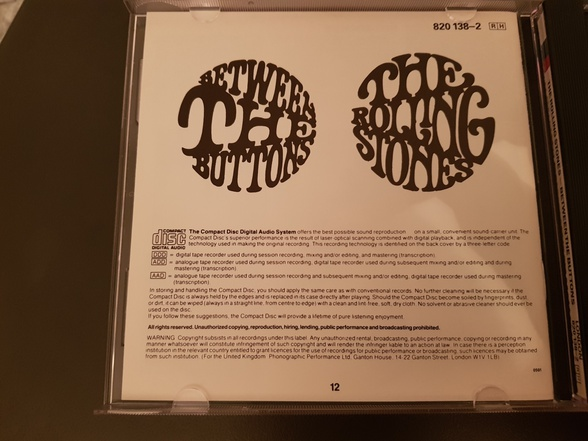 820 138-2 RH
BETWEEN
THE
BUTTONS
THE
ROLLING
STONES
COMPACT
disc
DIGITAL AUDIO
The Compact Disc Digital Audio System offers the best possible sound reproduction on a small, convenient sound carrier unit. The
Compact Disc's superior performance is the result of laser-optical scanning combined with digital playback, and is independent of the
technology used in making the original recording. This recording technology is identified on the back cover by a three-letter code:
DDD = digital tape recorder used during session recording, mixing and/or editing, and mastering (transcription).
ADD = analogue tape recorder used during session recording, digital tape recorder used during subsequent mixing and/or editing and during
mastering (transcription).
AAD = analogue tape recorder used during session recording and subsequent mixing and/or editing, digital tape recorder used during mastering
(transcription).
In storing and handling the Compact Disc, you should apply the same care as with conventional records. No further cleaning will be necessary if the
Compact Disc is always held by the edges and is replaced in its case directly after playing. Should the Compact Disc become soiled by fingerprints, dust
or dirt, it can be wiped (always in a straight line, from centre to edge) with a clean and lint free, soft, dry cloth. No solvent or abrasive cleaner should ever be
used on the disc.
If you follow these suggestions, the Compact Disc will provide a lifetime of pure listening enjoyment.
All rights reserved. Unauthorized copying, reproduction, hiring, lending, public performance and broadcasting prohibited.
WARNING: Copyright subsists in all recordings under this label. Any unauthorized rental, broadcasting, public performance, copying or recording in any
manner whatsoever will constitute infringement of such copyright and will render the infringer liable to an action at law. In case there is a perception
institution in the relevant country entitled to grant licences for the use of recordings for public performance or broadcasting, such licences may be obtained
from such institution. (For the United Kingdom: Phonographic Performance Ltd. Ganton House, 14-22 Ganton Street, London W1V 1LB)
12